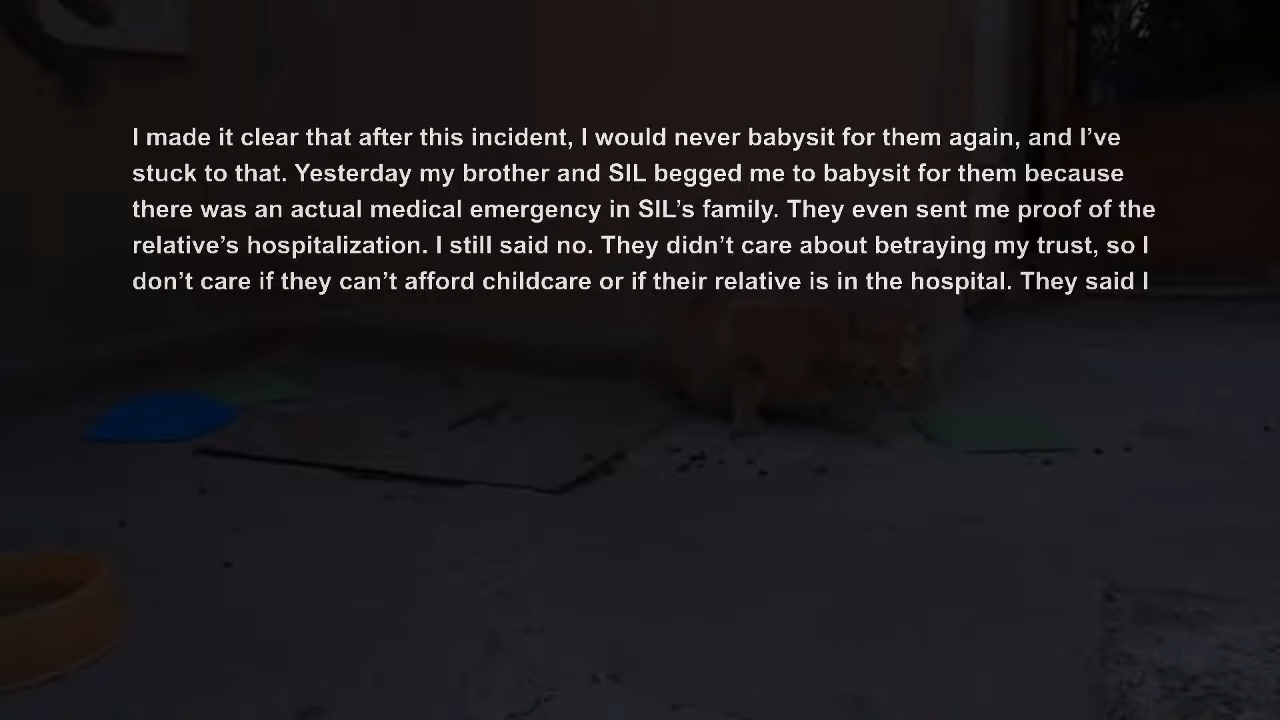 I made it clear that after this incident, I would never babysit for them again, and I’ve
stuck to that. Yesterday my brother and SIL begged me to babysit for them because
there was an actual medical emergency in SIL’s family. They even sent me proof of the
relative’s hospitalization. I still said no. They didn’t care about betraying my trust, so I
don’t care if they can’t afford childcare or if their relative is in the hospital. They said I